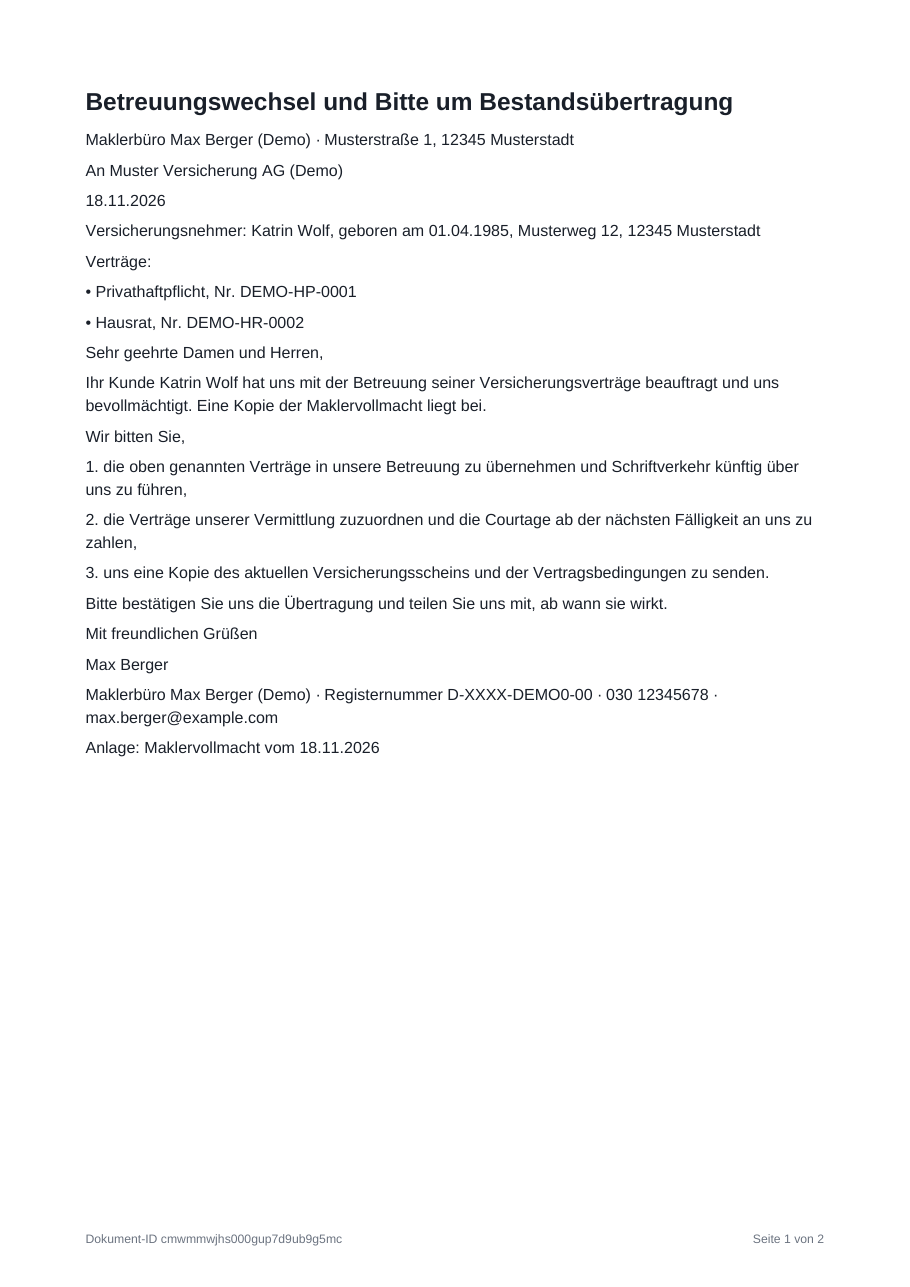 Betreuungswechsel und Bitte um Bestandsübertragung
Maklerbüro Max Berger (Demo) · Musterstraße 1, 12345 Musterstadt
An Muster Versicherung AG (Demo)
18.11.2026
Versicherungsnehmer: Katrin Wolf, geboren am 01.04.1985, Musterweg 12, 12345 Musterstadt
Verträge:
• Privathaftpflicht, Nr. DEMO-HP-0001
• Hausrat, Nr. DEMO-HR-0002
Sehr geehrte Damen und Herren,
Ihr Kunde Katrin Wolf hat uns mit der Betreuung seiner Versicherungsverträge beauftragt und uns
bevollmächtigt. Eine Kopie der Maklervollmacht liegt bei.
Wir bitten Sie,
1. die oben genannten Verträge in unsere Betreuung zu übernehmen und Schriftverkehr künftig über
uns zu führen,
2. die Verträge unserer Vermittlung zuzuordnen und die Courtage ab der nächsten Fälligkeit an uns zu
zahlen,
3. uns eine Kopie des aktuellen Versicherungsscheins und der Vertragsbedingungen zu senden.
Bitte bestätigen Sie uns die Übertragung und teilen Sie uns mit, ab wann sie wirkt.
Mit freundlichen Grüßen
Max Berger
Maklerbüro Max Berger (Demo) · Registernummer D-XXXX-DEMO0-00 · 030 12345678 ·
max.berger@example.com
Anlage: Maklervollmacht vom 18.11.2026
Dokument-ID cmwmmwjhs000gup7d9ub9g5mc
Seite 1 von 2